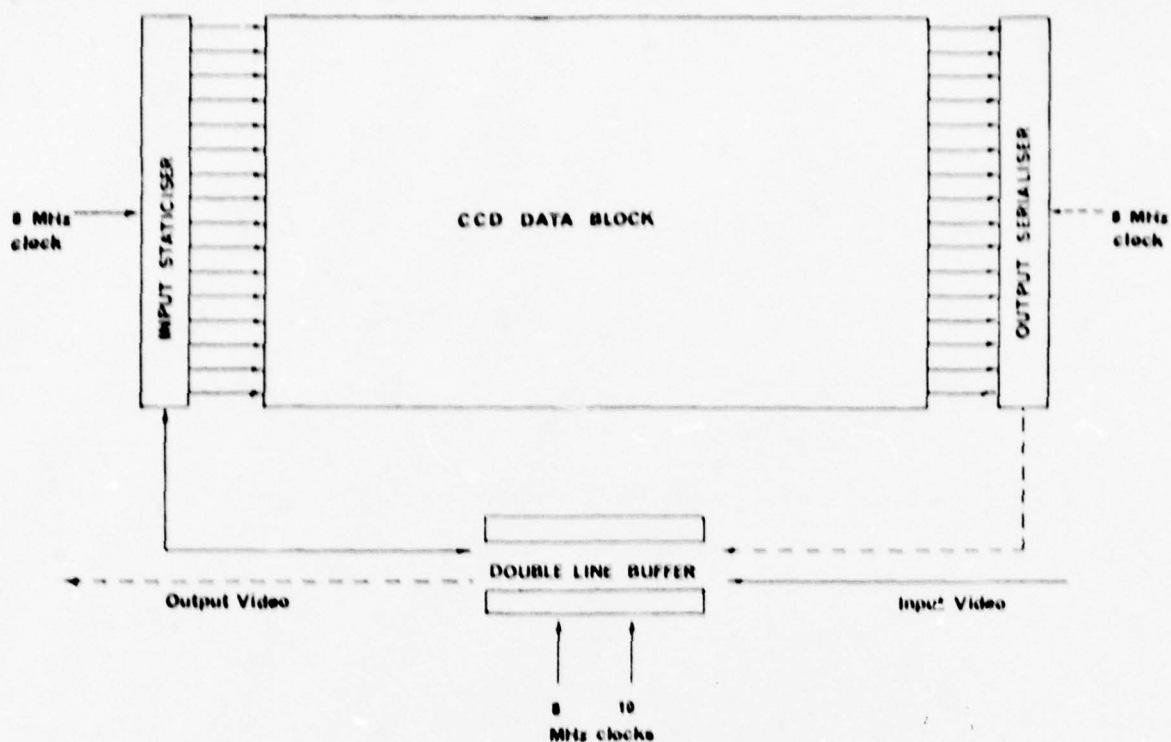 INPUT STATICISER
CCD DATA BLOCK
OUTPUT SERIALISER
8 MHz
clock
8 MHz
clock
DOUBLE LINE BUFFER
Output Video
Input Video
8 10
MHz clocks